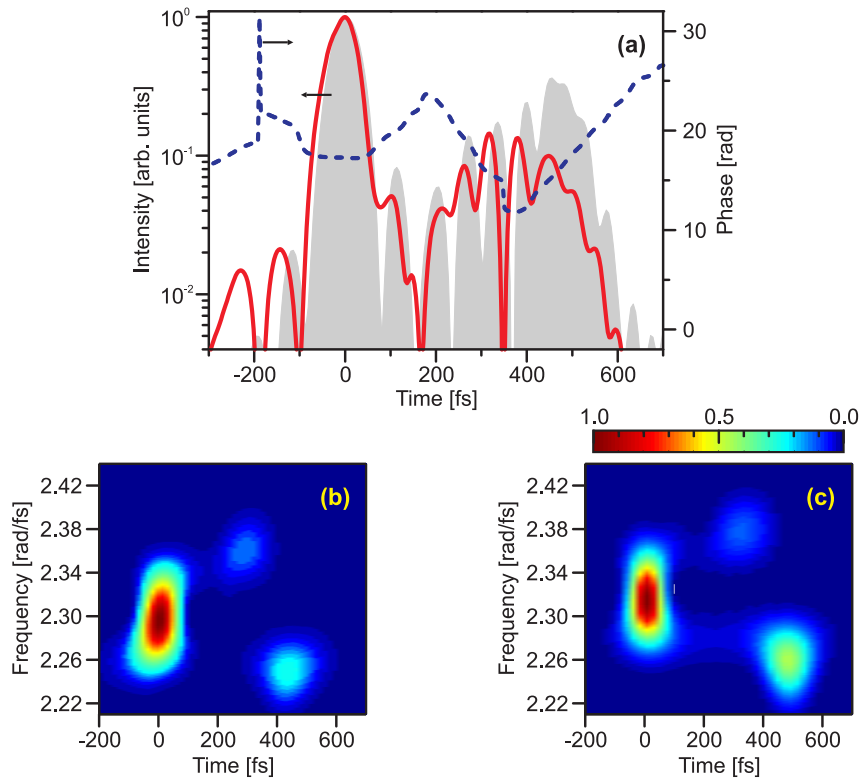 (a)
10⁰
10⁻¹
10⁻²
Intensity [arb. units]
30
20
10
0
Phase [rad]
-200 0 200 400 600
Time [fs]
1.0 0.5 0.0
(b)
2.42
2.38
2.34
2.30
2.26
2.22
Frequency [rad/fs]
-200 0 200 400 600
Time [fs]
(c)
2.42
2.38
2.34
2.30
2.26
2.22
Frequency [rad/fs]
-200 0 200 400 600
Time [fs]